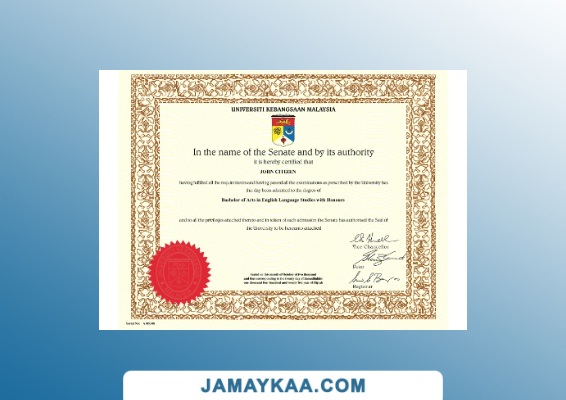 UNIVERSITI KEBANGSAAN MALAYSIA
In the name of the Senate and by its authority
it is hereby certified that
JOHN CITIZEN
having fulfilled all the requirements and having passed all the examinations as prescribed by the University has
this day been admitted to the degree of
Bachelor of Arts in English Language Studies with Honours
and to all the privileges attached thereto and in token of such admission the Senate has authorised the Seal of
the University to be hereunto attached
Vice Chancellor
Dean
Registrar
JAMAYKAA.COM